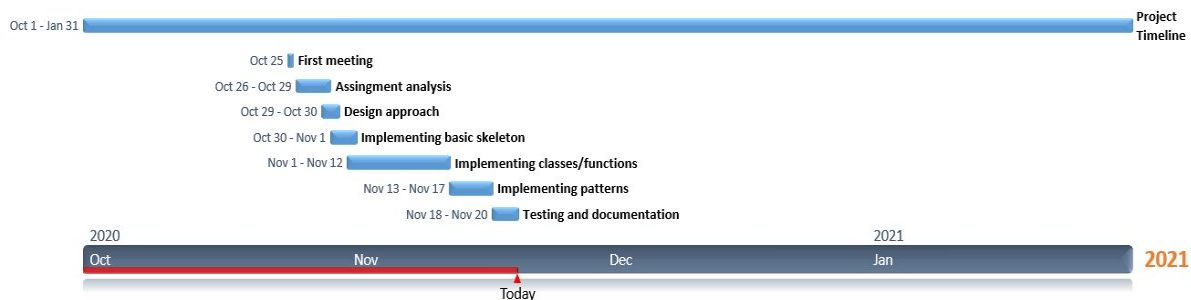 Oct 1 - Jan 31 Project
Timeline
Oct 25 First meeting
Oct 26 - Oct 29 Assingment analysis
Oct 29 - Oct 30 Design approach
Oct 30 - Nov 1 Implementing basic skeleton
Nov 1 - Nov 12 Implementing classes/functions
Nov 13 - Nov 17 Implementing patterns
Nov 18 - Nov 20 Testing and documentation
2020 2021
Oct Nov Dec Jan 2021
Today